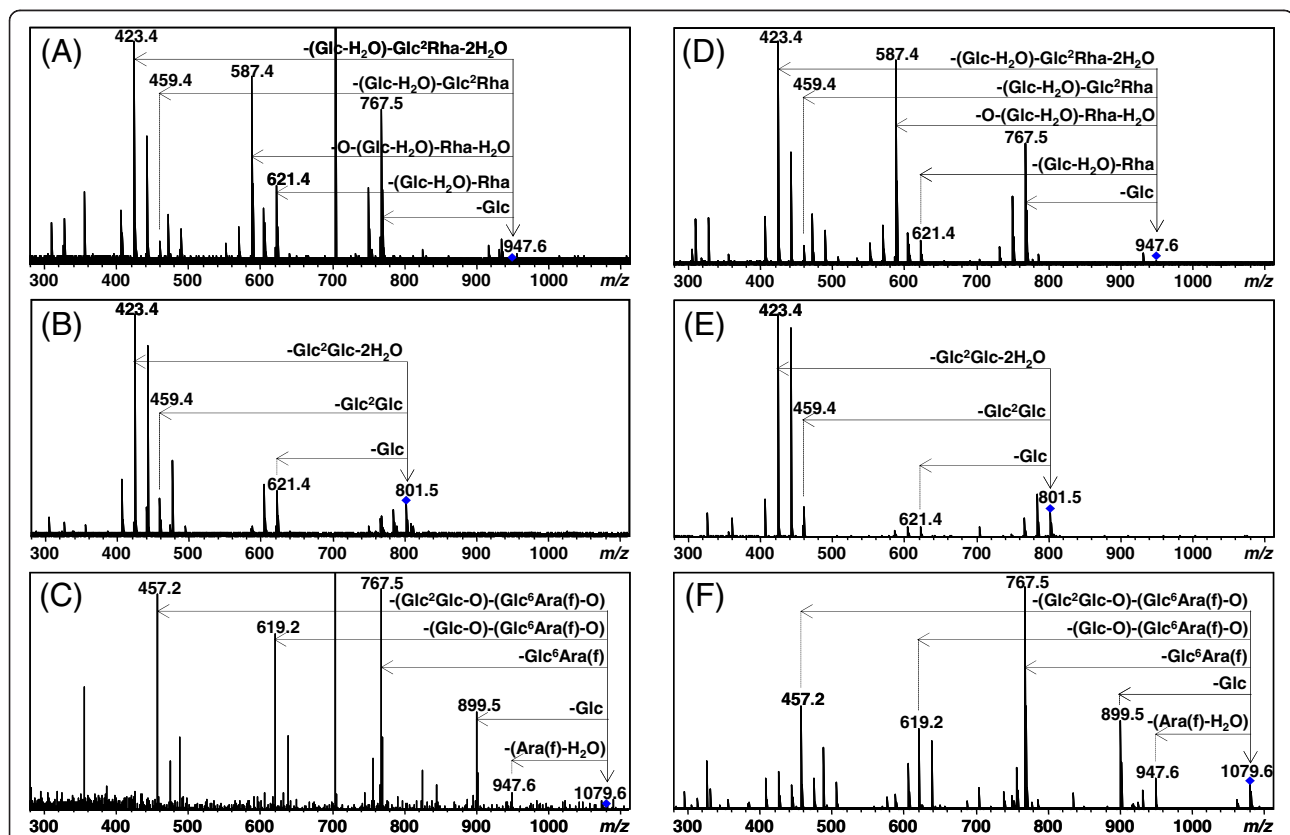 (A)
423.4
-(Glc-H₂O)-Glc²Rha-2H₂O
459.4
587.4
-(Glc-H₂O)-Glc²Rha
767.5
-O-(Glc-H₂O)-Rha-H₂O
621.4
-(Glc-H₂O)-Rha
-Glc
947.6
300 400 500 600 700 800 900 1000 m/z
(B)
423.4
-Glc²Glc-2H₂O
459.4
-Glc²Glc
-Glc
621.4
801.5
300 400 500 600 700 800 900 1000 m/z
(C)
457.2
767.5
-(Glc²Glc-O)-(Glc⁶Ara(f)-O)
619.2
-(Glc-O)-(Glc⁶Ara(f)-O)
-Glc⁶Ara(f)
899.5
-Glc
-(Ara(f)-H₂O)
947.6
1079.6
300 400 500 600 700 800 900 1000 m/z
(D)
423.4
587.4
-(Glc-H₂O)-Glc²Rha-2H₂O
459.4
-(Glc-H₂O)-Glc²Rha
-O-(Glc-H₂O)-Rha-H₂O
767.5
-(Glc-H₂O)-Rha
621.4
-Glc
947.6
300 400 500 600 700 800 900 1000 m/z
(E)
423.4
-Glc²Glc-2H₂O
459.4
-Glc²Glc
-Glc
621.4
801.5
300 400 500 600 700 800 900 1000 m/z
(F)
767.5
-(Glc²Glc-O)-(Glc⁶Ara(f)-O)
-(Glc-O)-(Glc⁶Ara(f)-O)
-Glc⁶Ara(f)
457.2
619.2
-Glc
899.5
-(Ara(f)-H₂O)
947.6
1079.6
300 400 500 600 700 800 900 1000 m/z